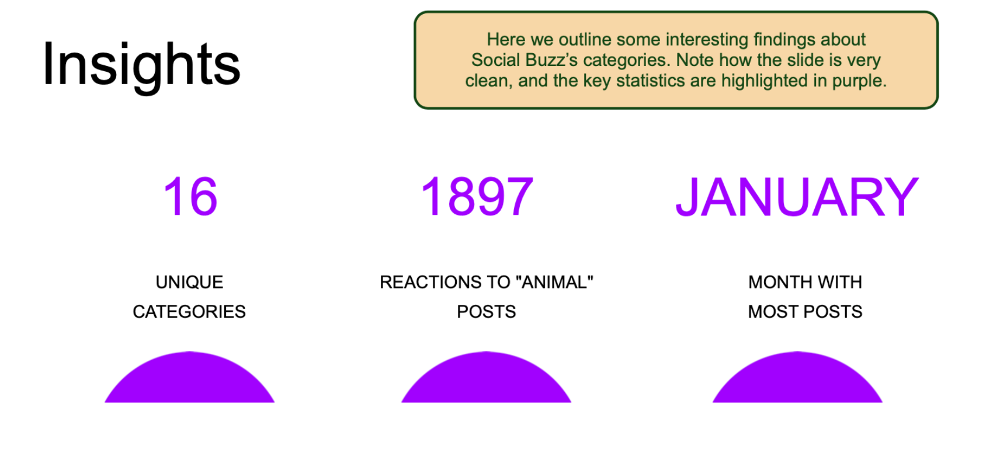 Insights
Here we outline some interesting findings about
Social Buzz’s categories. Note how the slide is very
clean, and the key statistics are highlighted in purple.
16
1897
JANUARY
UNIQUE
CATEGORIES
REACTIONS TO "ANIMAL"
POSTS
MONTH WITH
MOST POSTS